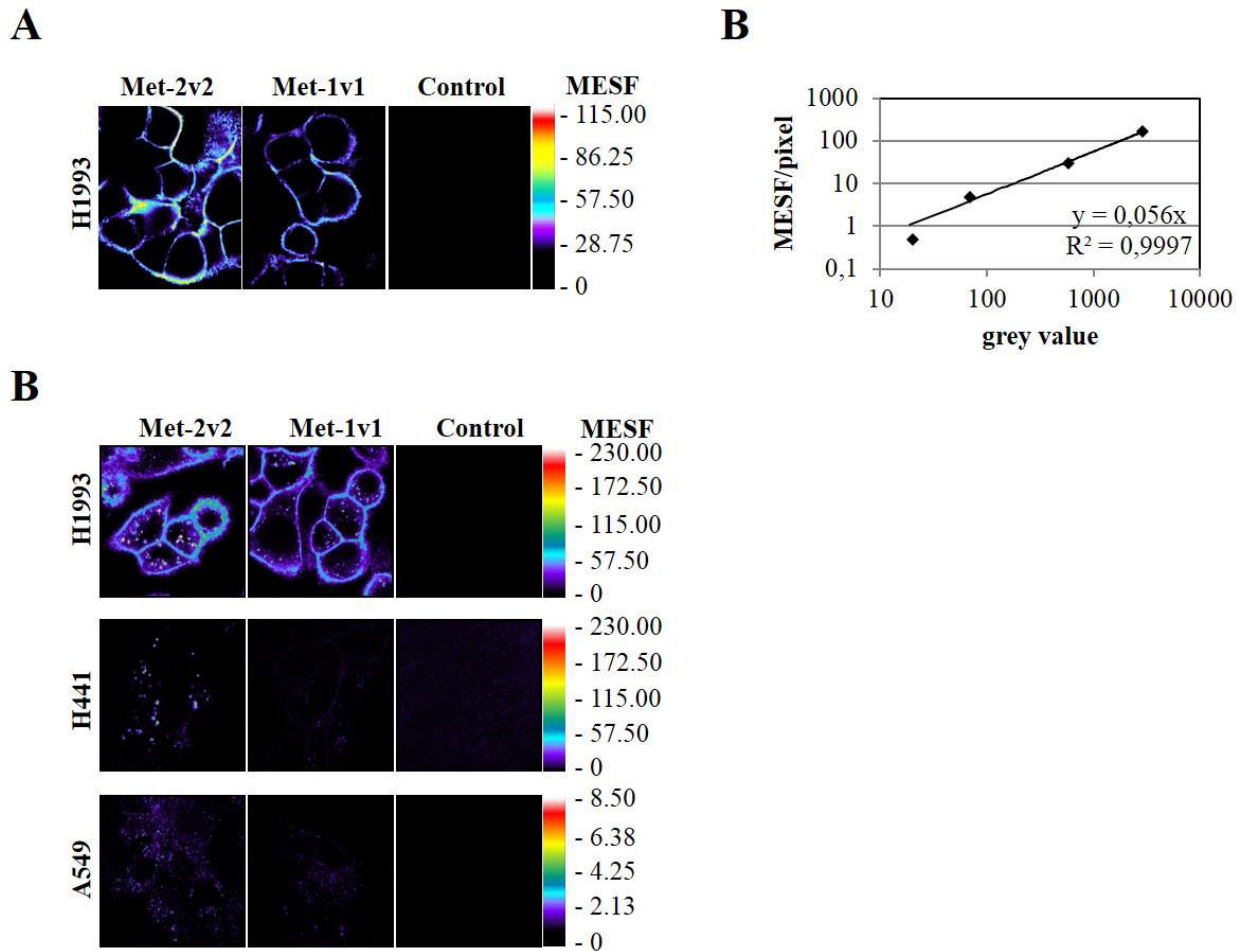 A
Met-2v2 Met-1v1 Control MESF
H1993
- 115.00
- 86.25
- 57.50
- 28.75
- 0
B
MESF/pixel
1000
100
10
1
0,1
y = 0,056x
R² = 0,9997
10 100 1000 10000
grey value
B
Met-2v2 Met-1v1 Control MESF
H1993
- 230.00
- 172.50
- 115.00
- 57.50
- 0
H441
- 230.00
- 172.50
- 115.00
- 57.50
- 0
A549
- 8.50
- 6.38
- 4.25
- 2.13
- 0